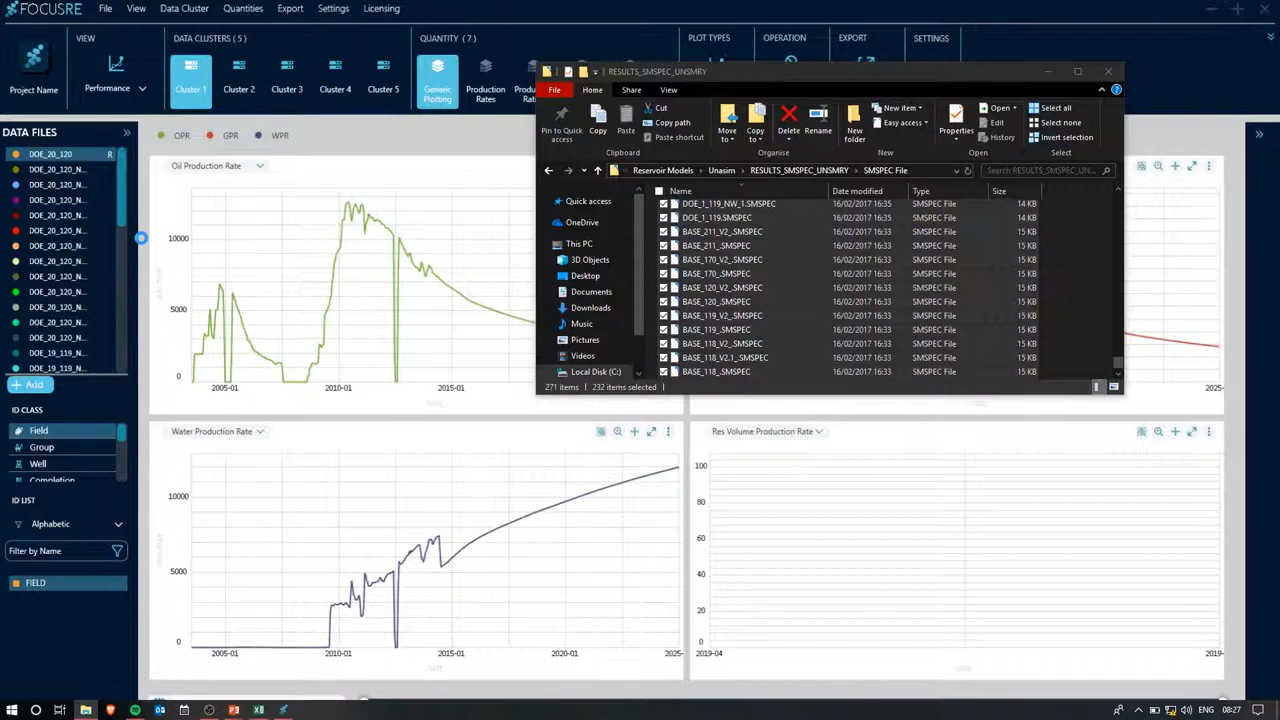 FOCUSRE File View Data Cluster Quantities Export Settings Licensing
VIEW DATA CLUSTERS ( 5 ) QUANTITY ( 7 ) PLOT TYPES OPERATION EXPORT SETTINGS
Project Name Performance Cluster 1 Cluster 2 Cluster 3 Cluster 4 Cluster 5 Generic Plotting Production Rates
RESULTS_SMSPEC_UNSMRY
File Home Share View
Pin to Quick access Copy Paste Cut Copy path Paste shortcut Move to Copy to Delete Rename New folder New item Easy access Properties Open Edit History Select all Select none Invert selection
Clipboard Organise New Open Select
Reservoir Models Unasim RESULTS_SMSPEC_UNSMRY SMSPEC File Search RESULTS_SMSPEC_UNSMRY...
Name Date modified Type Size
Quick access
OneDrive
This PC
3D Objects
Desktop
Documents
Downloads
Music
Pictures
Videos
Local Disk (C:)
DOE_1_119_NW_1.SMSPEC 16/02/2017 16:35 SMSPEC File 14 KB
DOE_1_119.SMSPEC 16/02/2017 16:35 SMSPEC File 14 KB
BASE_211_V2_.SMSPEC 16/02/2017 16:33 SMSPEC File 15 KB
BASE_211_.SMSPEC 16/02/2017 16:33 SMSPEC File 15 KB
BASE_170_V2_.SMSPEC 16/02/2017 16:33 SMSPEC File 15 KB
BASE_170_.SMSPEC 16/02/2017 16:33 SMSPEC File 15 KB
BASE_120_V2_.SMSPEC 16/02/2017 16:33 SMSPEC File 15 KB
BASE_120_.SMSPEC 16/02/2017 16:33 SMSPEC File 15 KB
BASE_119_V2_.SMSPEC 16/02/2017 16:33 SMSPEC File 15 KB
BASE_119_.SMSPEC 16/02/2017 16:33 SMSPEC File 15 KB
BASE_118_V2_.SMSPEC 16/02/2017 16:33 SMSPEC File 15 KB
BASE_118_V2.1_.SMSPEC 16/02/2017 16:33 SMSPEC File 15 KB
BASE_118_.SMSPEC 16/02/2017 16:33 SMSPEC File 15 KB
271 items 232 items selected
DATA FILES
DOE_20_120 R
DOE_20_120_N...
DOE_20_120_N...
DOE_20_120_N...
DOE_20_120_N...
DOE_20_120_N...
DOE_20_120_N...
DOE_20_120_N...
DOE_20_120_N...
DOE_20_120_N...
DOE_20_120_N...
DOE_20_120_N...
DOE_20_120_N...
DOE_19_119_N...
DOE_19_119_N...
+ Add
ID CLASS
Field
Group
Well
Completion
ID LIST
Alphabetic
Filter by Name
FIELD
OPR GPR WPR
Oil Production Rate
10000
5000
0
2005-01 2010-01 2015-01
2025-
Water Production Rate
10000
5000
0
2005-01 2010-01 2015-01 2020-01 2025-
Res Volume Production Rate
100
80
60
40
20
0
2019-04 2019-
ENG 08:27